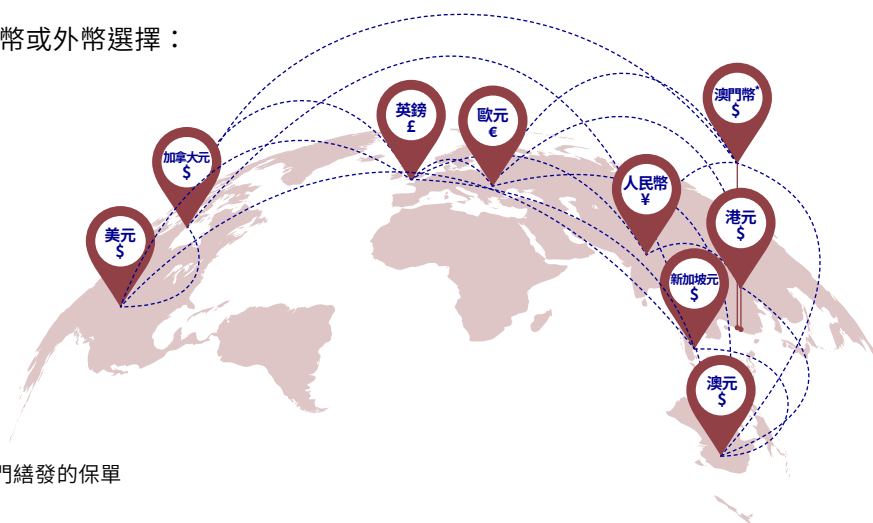 幣或外幣選擇：
澳門幣*
$
英鎊
£
歐元
€
加拿大元
$
人民幣
¥
港元
$
美元
$
新加坡元
$
澳元
$
門繕發的保單